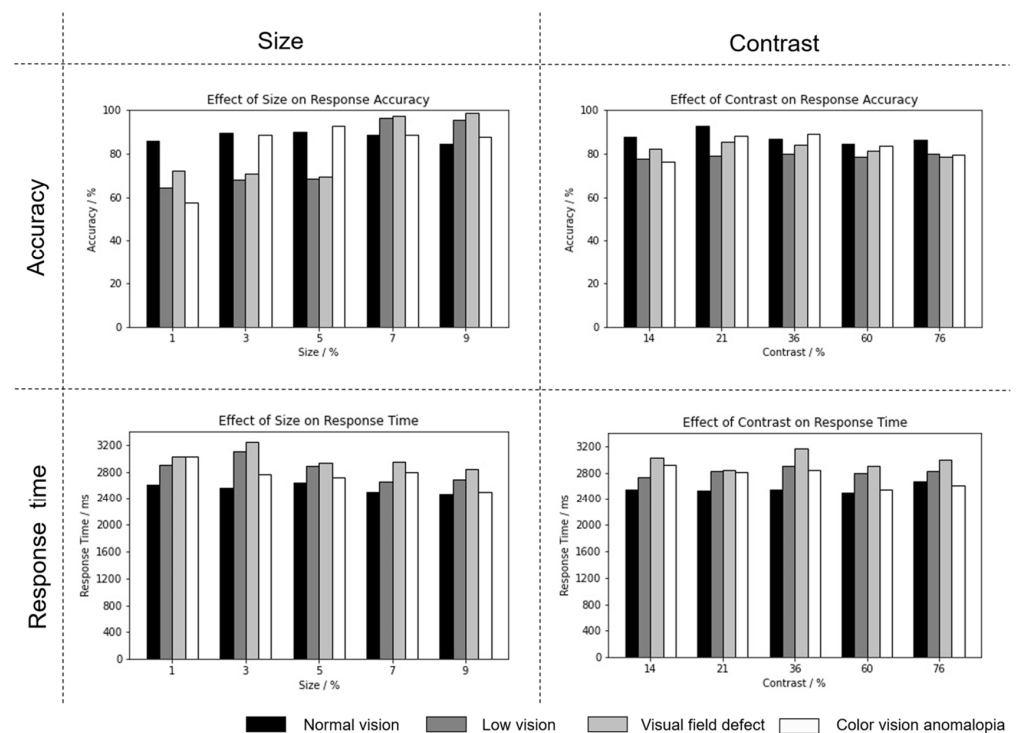 Size
Contrast
Accuracy
Effect of Size on Response Accuracy
Accuracy / %
100
80
60
40
20
0
1 3 5 7 9
Size / %
Effect of Contrast on Response Accuracy
Accuracy / %
100
80
60
40
20
0
14 21 36 60 76
Contrast / %
Response time
Effect of Size on Response Time
Response Time / ms
3200
2800
2400
2000
1600
1200
800
400
0
1 3 5 7 9
Size / %
Effect of Contrast on Response Time
Response Time / ms
3200
2800
2400
2000
1600
1200
800
400
0
14 21 36 60 76
Contrast / %
Normal vision Low vision Visual field defect Color vision anomalopia